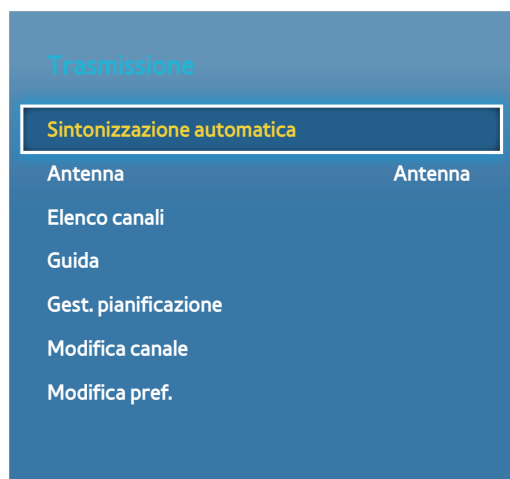 Trasmissione
Sintonizzazione automatica
Antenna Antenna
Elenco canali
Guida
Gest. pianificazione
Modifica canale
Modifica pref.